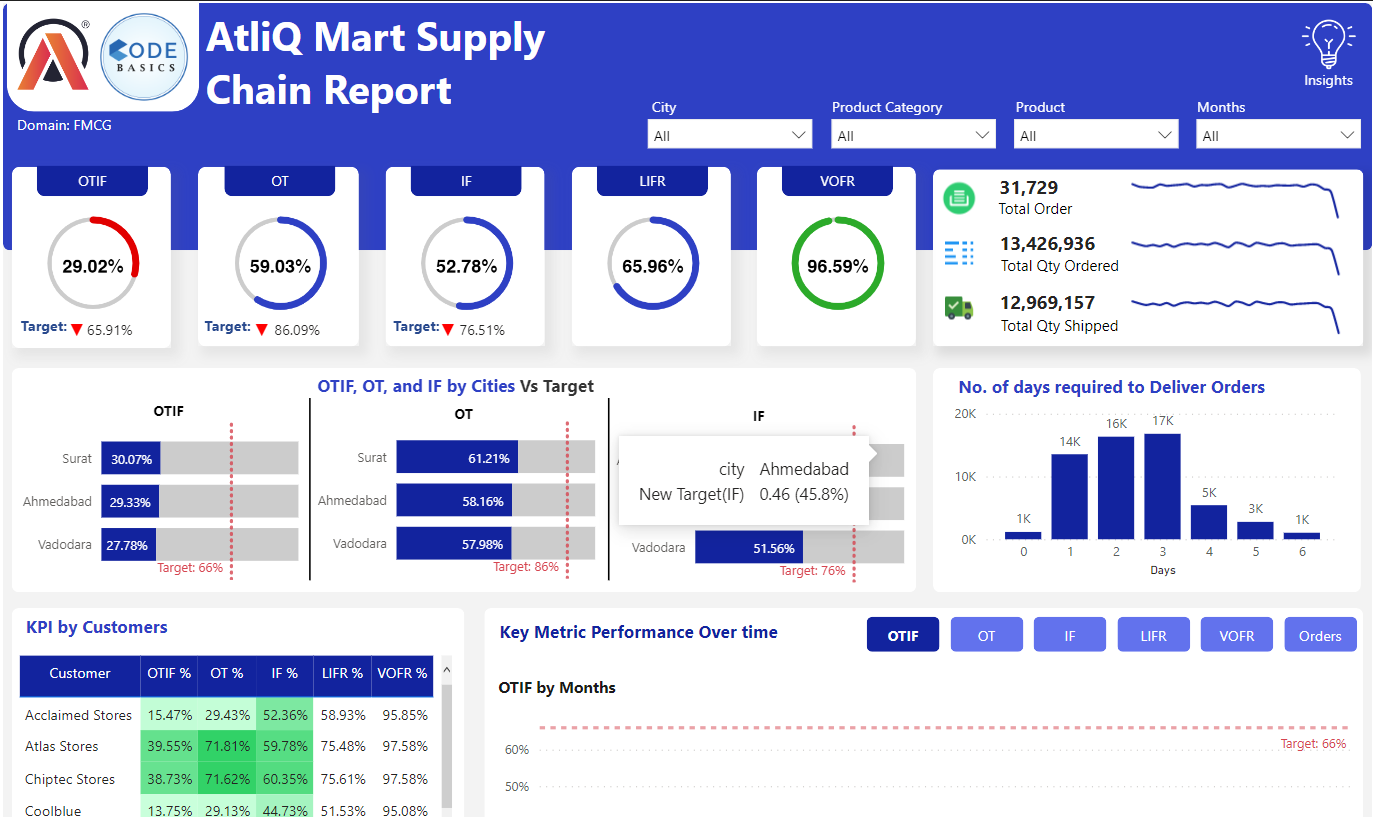 CODE
BASICS
®
AtliQ Mart Supply
Chain Report
Domain: FMCG
Insights
City
Product Category
Product
Months
All
All
All
All
OTIF
29.02%
Target: ▼ 65.91%
OT
59.03%
Target: ▼ 86.09%
IF
52.78%
Target: ▼ 76.51%
LIFR
65.96%
VOFR
96.59%
31,729
Total Order
13,426,936
Total Qty Ordered
12,969,157
Total Qty Shipped
OTIF, OT, and IF by Cities Vs Target
OTIF
Surat 30.07%
Ahmedabad 29.33%
Vadodara 27.78%
Target: 66%
OT
Surat 61.21%
Ahmedabad 58.16%
Vadodara 57.98%
Target: 86%
IF
city Ahmedabad
New Target(IF) 0.46 (45.8%)
Vadodara 51.56%
Target: 76%
No. of days required to Deliver Orders
20K
10K
0K
1K
14K
16K
17K
5K
3K
1K
0 1 2 3 4 5 6
Days
KPI by Customers
Customer OTIF % OT % IF % LIFR % VOFR %
Acclaimed Stores 15.47% 29.43% 52.36% 58.93% 95.85%
Atlas Stores 39.55% 71.81% 59.78% 75.48% 97.58%
Chiptec Stores 38.73% 71.62% 60.35% 75.61% 97.58%
Coolblue 13.75% 29.13% 44.73% 51.53% 95.08%
Key Metric Performance Over time
OTIF
OT
IF
LIFR
VOFR
Orders
OTIF by Months
Target: 66%
60%
50%